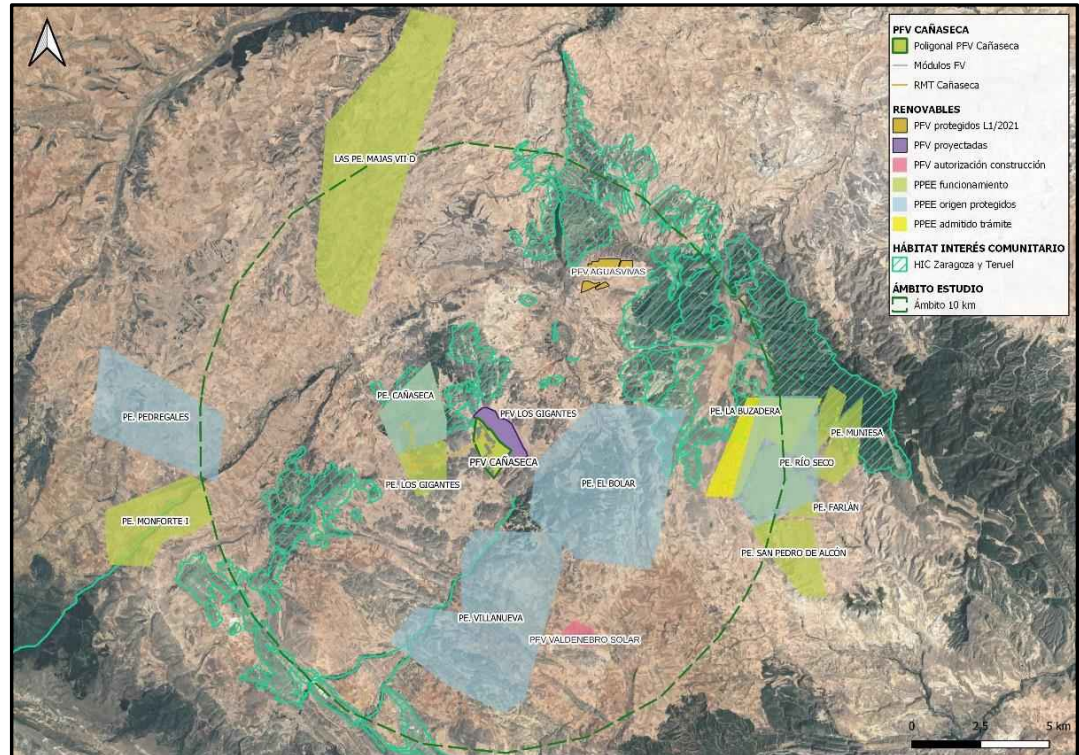 PFV CAÑASECA
Poligonal PFV Cañaseca
Módulos FV
RMT Cañaseca
RENOVABLES
PFV protegidos L1/2021
PFV proyectadas
PFV autorización construcción
PPEE funcionamiento
PPEE origen protegidos
PPEE admitido trámite
HÁBITAT INTERÉS COMUNITARIO
HIC Zaragoza y Teruel
ÁMBITO ESTUDIO
Ámbito 10 km
LAS PE. MAJAS VII D
PFV AGUASVIVAS
PE. CAÑASECA
PE. PEDREGALES
PFV LOS GIGANTES
PE. LA BUZADERA
PE. MUNIESA
PFV CAÑASECA
PE. RÍO SECO
PE. LOS GIGANTES
PE. EL BOLAR
PE. FARLÁN
PE. MONFORTE I
PE. SAN PEDRO DE ALCÓN
PE. VILLANUEVA
PFV VALDENEBRO SOLAR
0 2,5 5 km